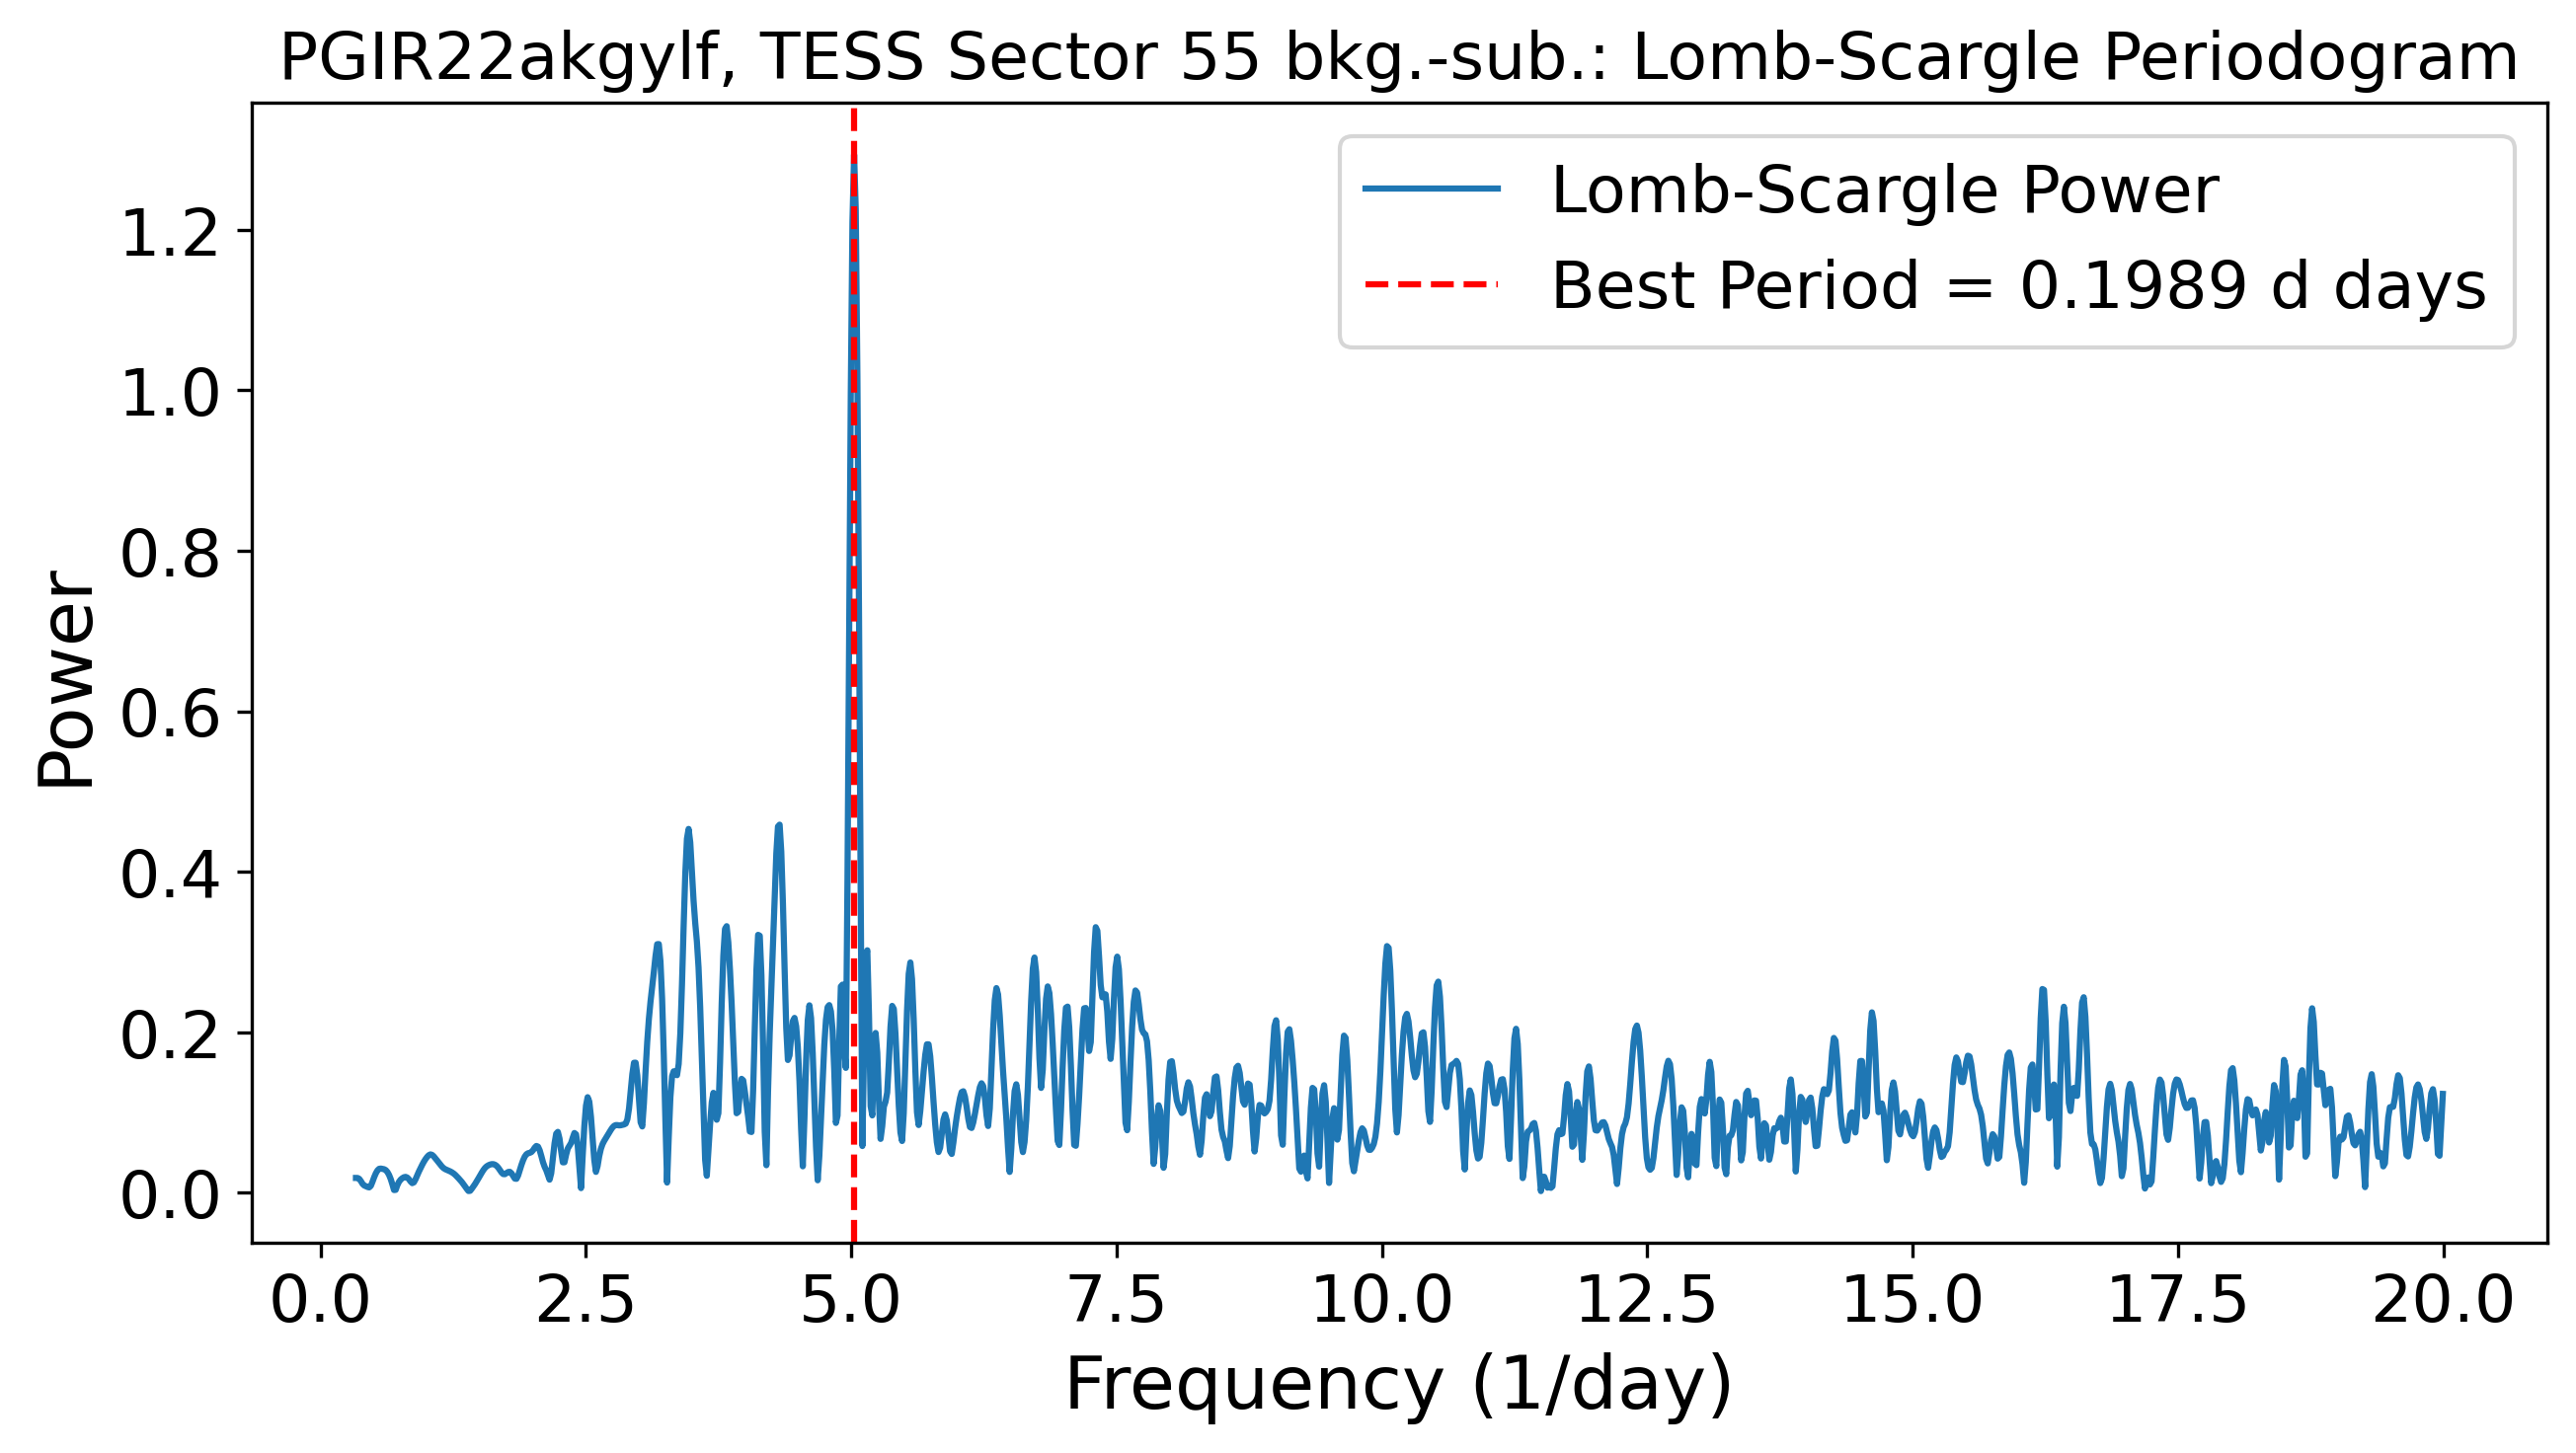 PGIR22akgylf, TESS Sector 55 bkg.-sub.: Lomb-Scargle Periodogram
Lomb-Scargle Power
Best Period = 0.1989 d days
Power
1.2
1.0
0.8
0.6
0.4
0.2
0.0
0.0 2.5 5.0 7.5 10.0 12.5 15.0 17.5 20.0
Frequency (1/day)